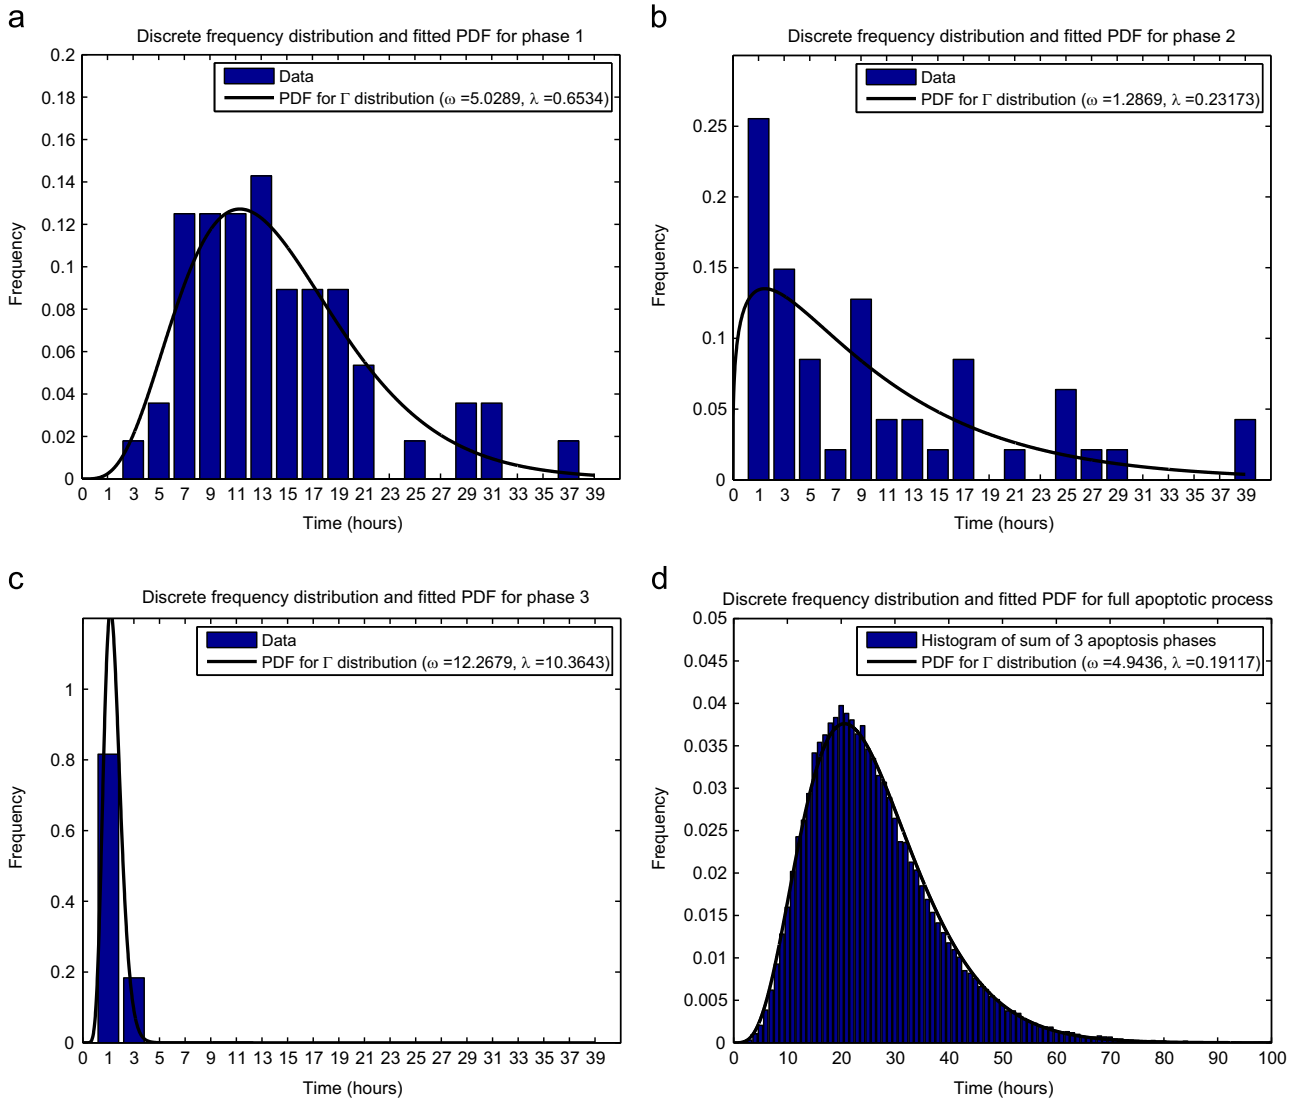 a
Discrete frequency distribution and fitted PDF for phase 1
Data
PDF for Γ distribution (ω =5.0289, λ =0.6534)
0.2
0.18
0.16
0.14
0.12
0.1
0.08
0.06
0.04
0.02
0
Frequency
0 1 3 5 7 9 11 13 15 17 19 21 23 25 27 29 31 33 35 37 39
Time (hours)
b
Discrete frequency distribution and fitted PDF for phase 2
Data
PDF for Γ distribution (ω =1.2869, λ =0.23173)
0.25
0.2
0.15
0.1
0.05
0
Frequency
0 1 3 5 7 9 11 13 15 17 19 21 23 25 27 29 31 33 35 37 39
Time (hours)
c
Discrete frequency distribution and fitted PDF for phase 3
Data
PDF for Γ distribution (ω =12.2679, λ =10.3643)
1
0.8
0.6
0.4
0.2
0
Frequency
0 1 3 5 7 9 11 13 15 17 19 21 23 25 27 29 31 33 35 37 39
Time (hours)
d
Discrete frequency distribution and fitted PDF for full apoptotic process
Histogram of sum of 3 apoptosis phases
PDF for Γ distribution (ω =4.9436, λ =0.19117)
0.05
0.045
0.04
0.035
0.03
0.025
0.02
0.015
0.01
0.005
0
Frequency
0 10 20 30 40 50 60 70 80 90 100
Time (hours)